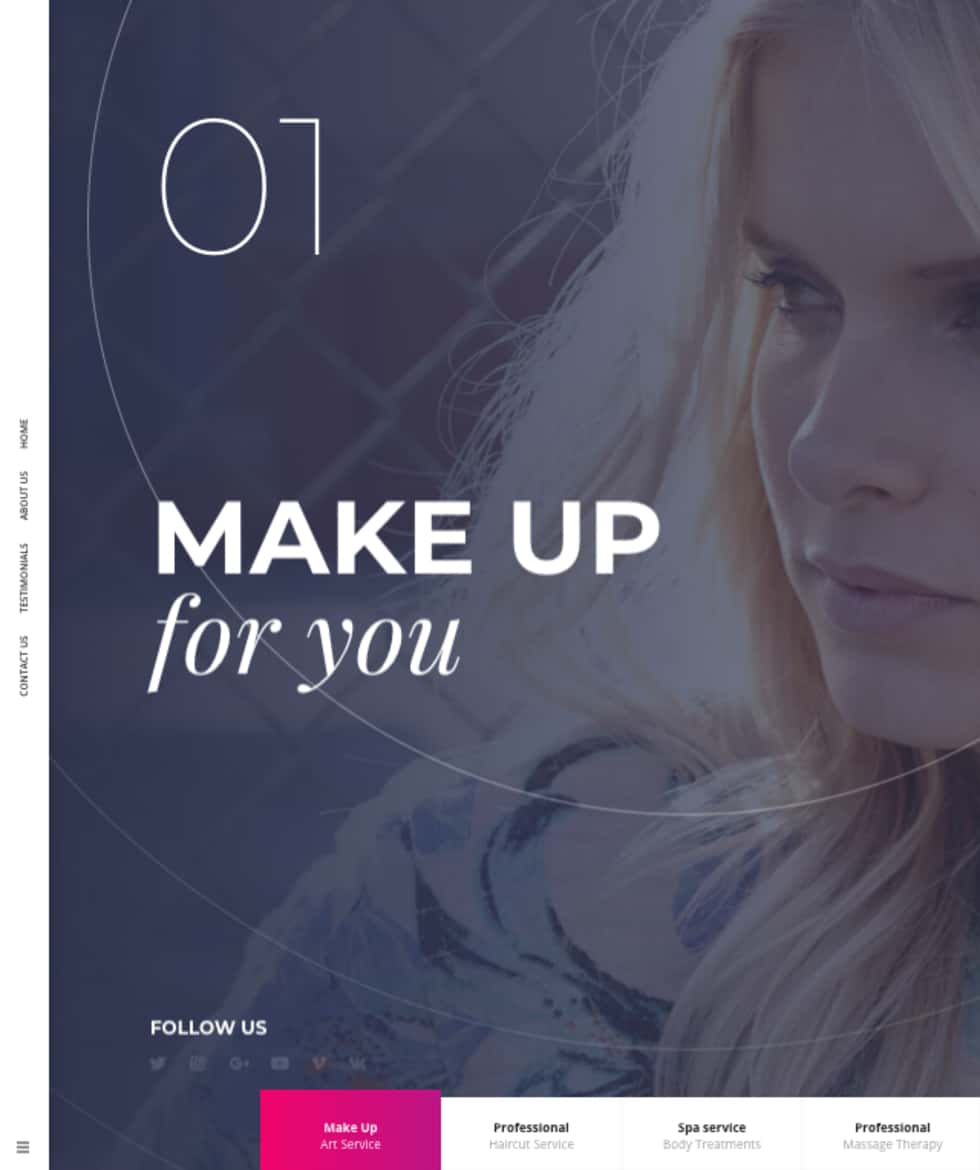 01
HOME
ABOUT US
TESTIMONIALS
CONTACT US
MAKE UP
for you
FOLLOW US
Make Up
Art Service
Professional
Haircut Service
Spa service
Body Treatments
Professional
Massage Therapy